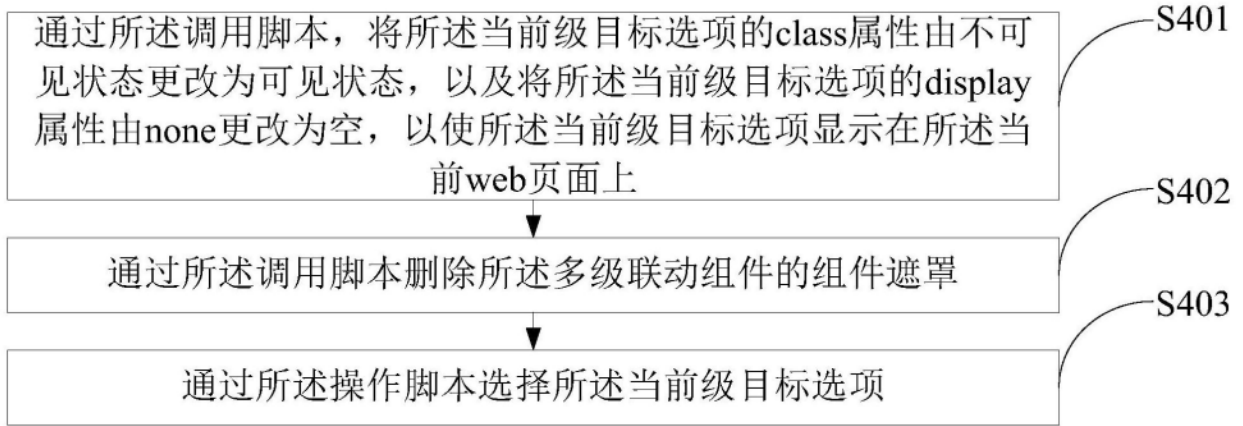 通过所述调用脚本，将所述当前级目标选项的class属性由不可
见状态更改为可见状态，以及将所述当前级目标选项的display
属性由none更改为空，以使所述当前级目标选项显示在所述当
前web页面上
S401
通过所述调用脚本删除所述多级联动组件的组件遮罩
S402
通过所述操作脚本选择所述当前级目标选项
S403